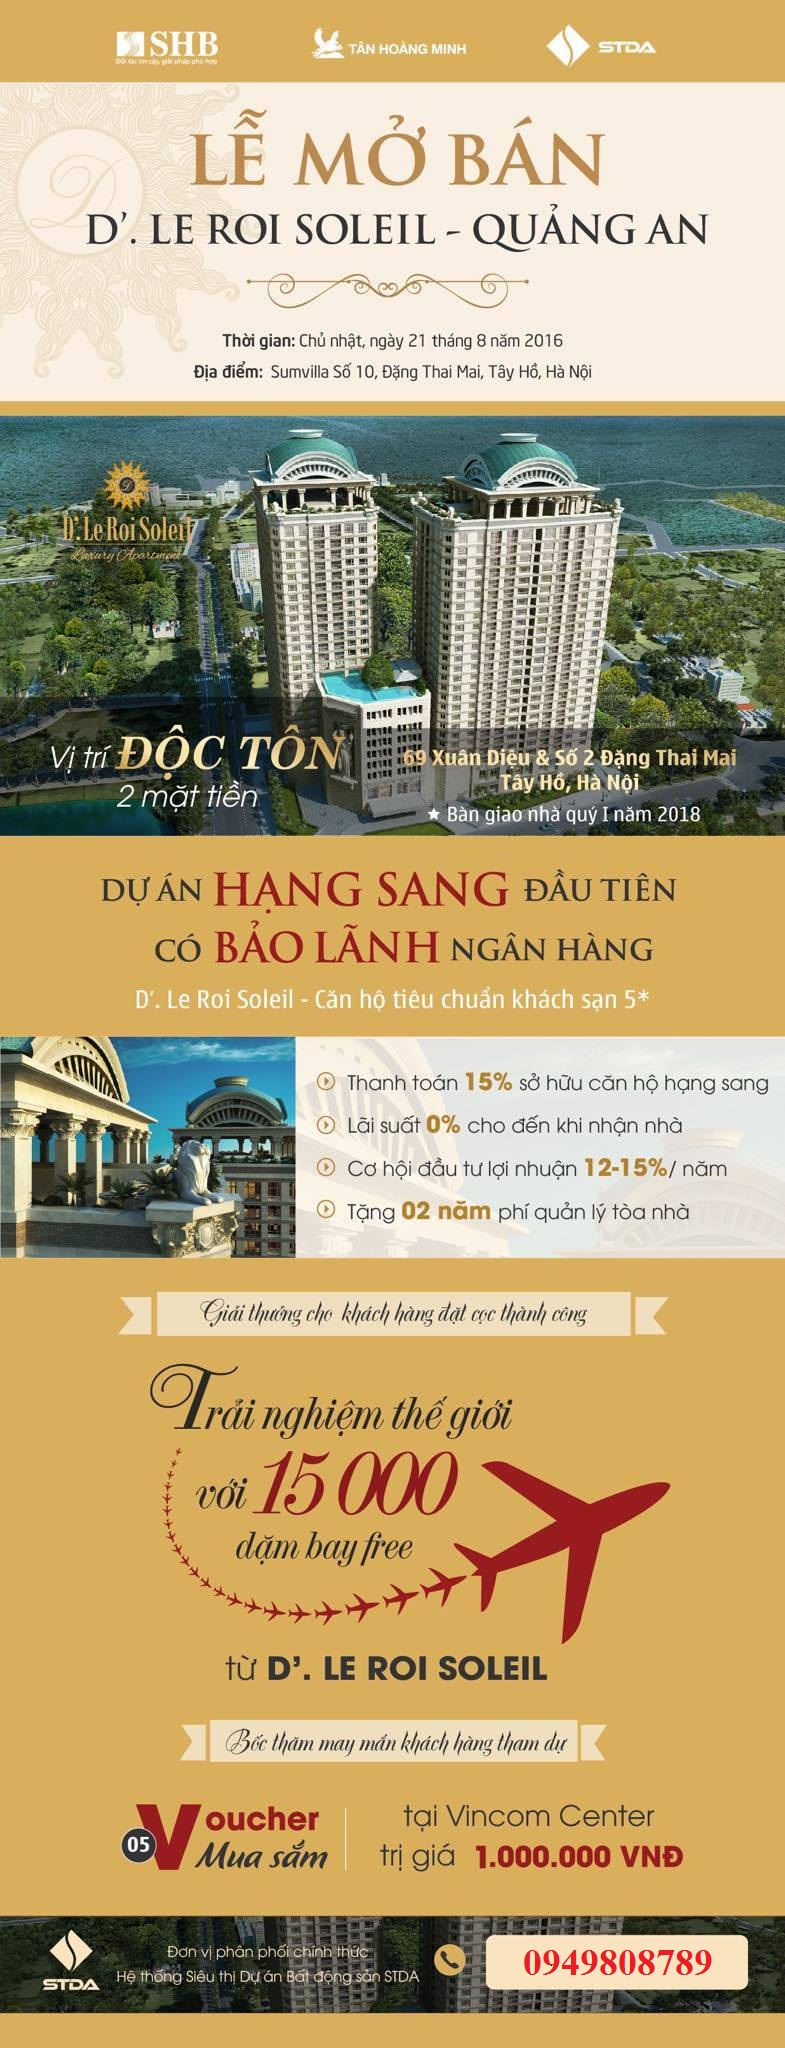 SHB
Đối tác tin cậy, giải pháp phù hợp
TÂN HOÀNG MINH
STDA
LỄ MỞ BÁN
D'. LE ROI SOLEIL - QUẢNG AN
Thời gian: Chủ nhật, ngày 21 tháng 8 năm 2016
Địa điểm: Sumvilla Số 10, Đặng Thai Mai, Tây Hồ, Hà Nội
D'. Le Roi Soleil
Luxury Apartment
Vị trí ĐỘC TÔN
2 mặt tiền
69 Xuân Diệu & Số 2 Đặng Thai Mai
Tây Hồ, Hà Nội
★ Bàn giao nhà quý I năm 2018
DỰ ÁN HẠNG SANG ĐẦU TIÊN
CÓ BẢO LÃNH NGÂN HÀNG
D'. Le Roi Soleil - Căn hộ tiêu chuẩn khách sạn 5*
Thanh toán 15% sở hữu căn hộ hạng sang
Lãi suất 0% cho đến khi nhận nhà
Cơ hội đầu tư lợi nhuận 12-15%/ năm
Tặng 02 năm phí quản lý tòa nhà
Giải thưởng cho khách hàng đặt cọc thành công
Trải nghiệm thế giới
với 15 000
dặm bay free
từ D'. LE ROI SOLEIL
Bốc thăm may mắn khách hàng tham dự
05 Voucher
Mua sắm
tại Vincom Center
trị giá 1.000.000 VNĐ
STDA
Đơn vị phân phối chính thức
Hệ thống Siêu thị Dự án Bất động sản STDA
0949808789